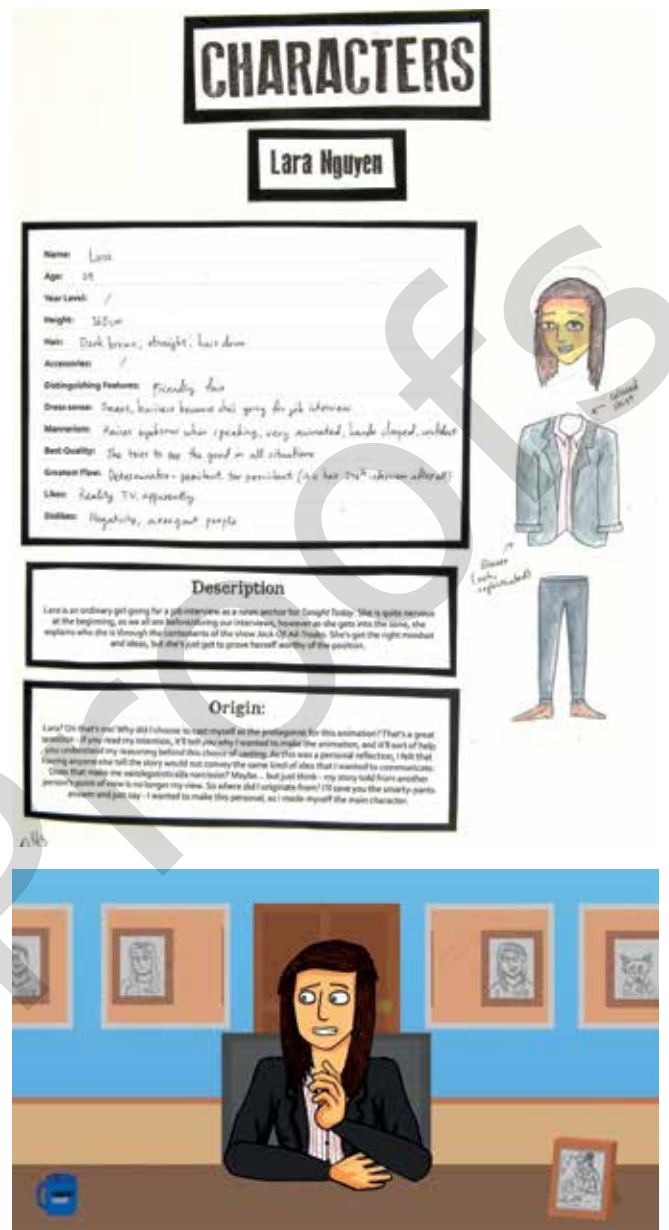 CHARACTERS
Lara Nguyen
Name: Lara
Age:
Year Level: /
Height: 160cm
Hair: Dark brown, straight, hair down
Accessories: /
Distinguishing Features: Friendly face
Dress sense: Smart, business because she's going for job interview
Mannerism: Raises eyebrows when speaking, very animated, hands
Best Quality: She tries to see the good in all situations
Greatest Flaw: Determination - persistent too persistent
Likes: Reality TV apparently
Dislikes: Negativity, arrogant people
collared shirt
Blazer
Description
Lara is an ordinary girl going for a job interview as a news anchor for Tonight Today. She is quite nervous
at the beginning, as we all are before/during our interviews, however as she gets into the zone, she
explains who she is through the contestants of the show Jack Of All Trades. She's got the right mindset
and ideas, but she's just got to prove herself worthy of the position.
Origin:
Lara? Oh that's me! Why did I choose to cast myself as the protagonist for this animation? That's a great
question - if you read my intention, it'll tell you why I wanted to make the animation, and it'll sort of help
you understand my reasoning behind this choice of casting. As this was a personal reflection, I felt that
having anyone else tell the story would not convey the same kind of idea that I wanted to communicate.
Does that make me narcissist? Maybe... but just think - my story told from another
person's point of view is no longer my view. So where did I originate from? I'll save you the smarty-pants
answer and just say - I wanted to make this personal, so I made myself the main character.
proofs